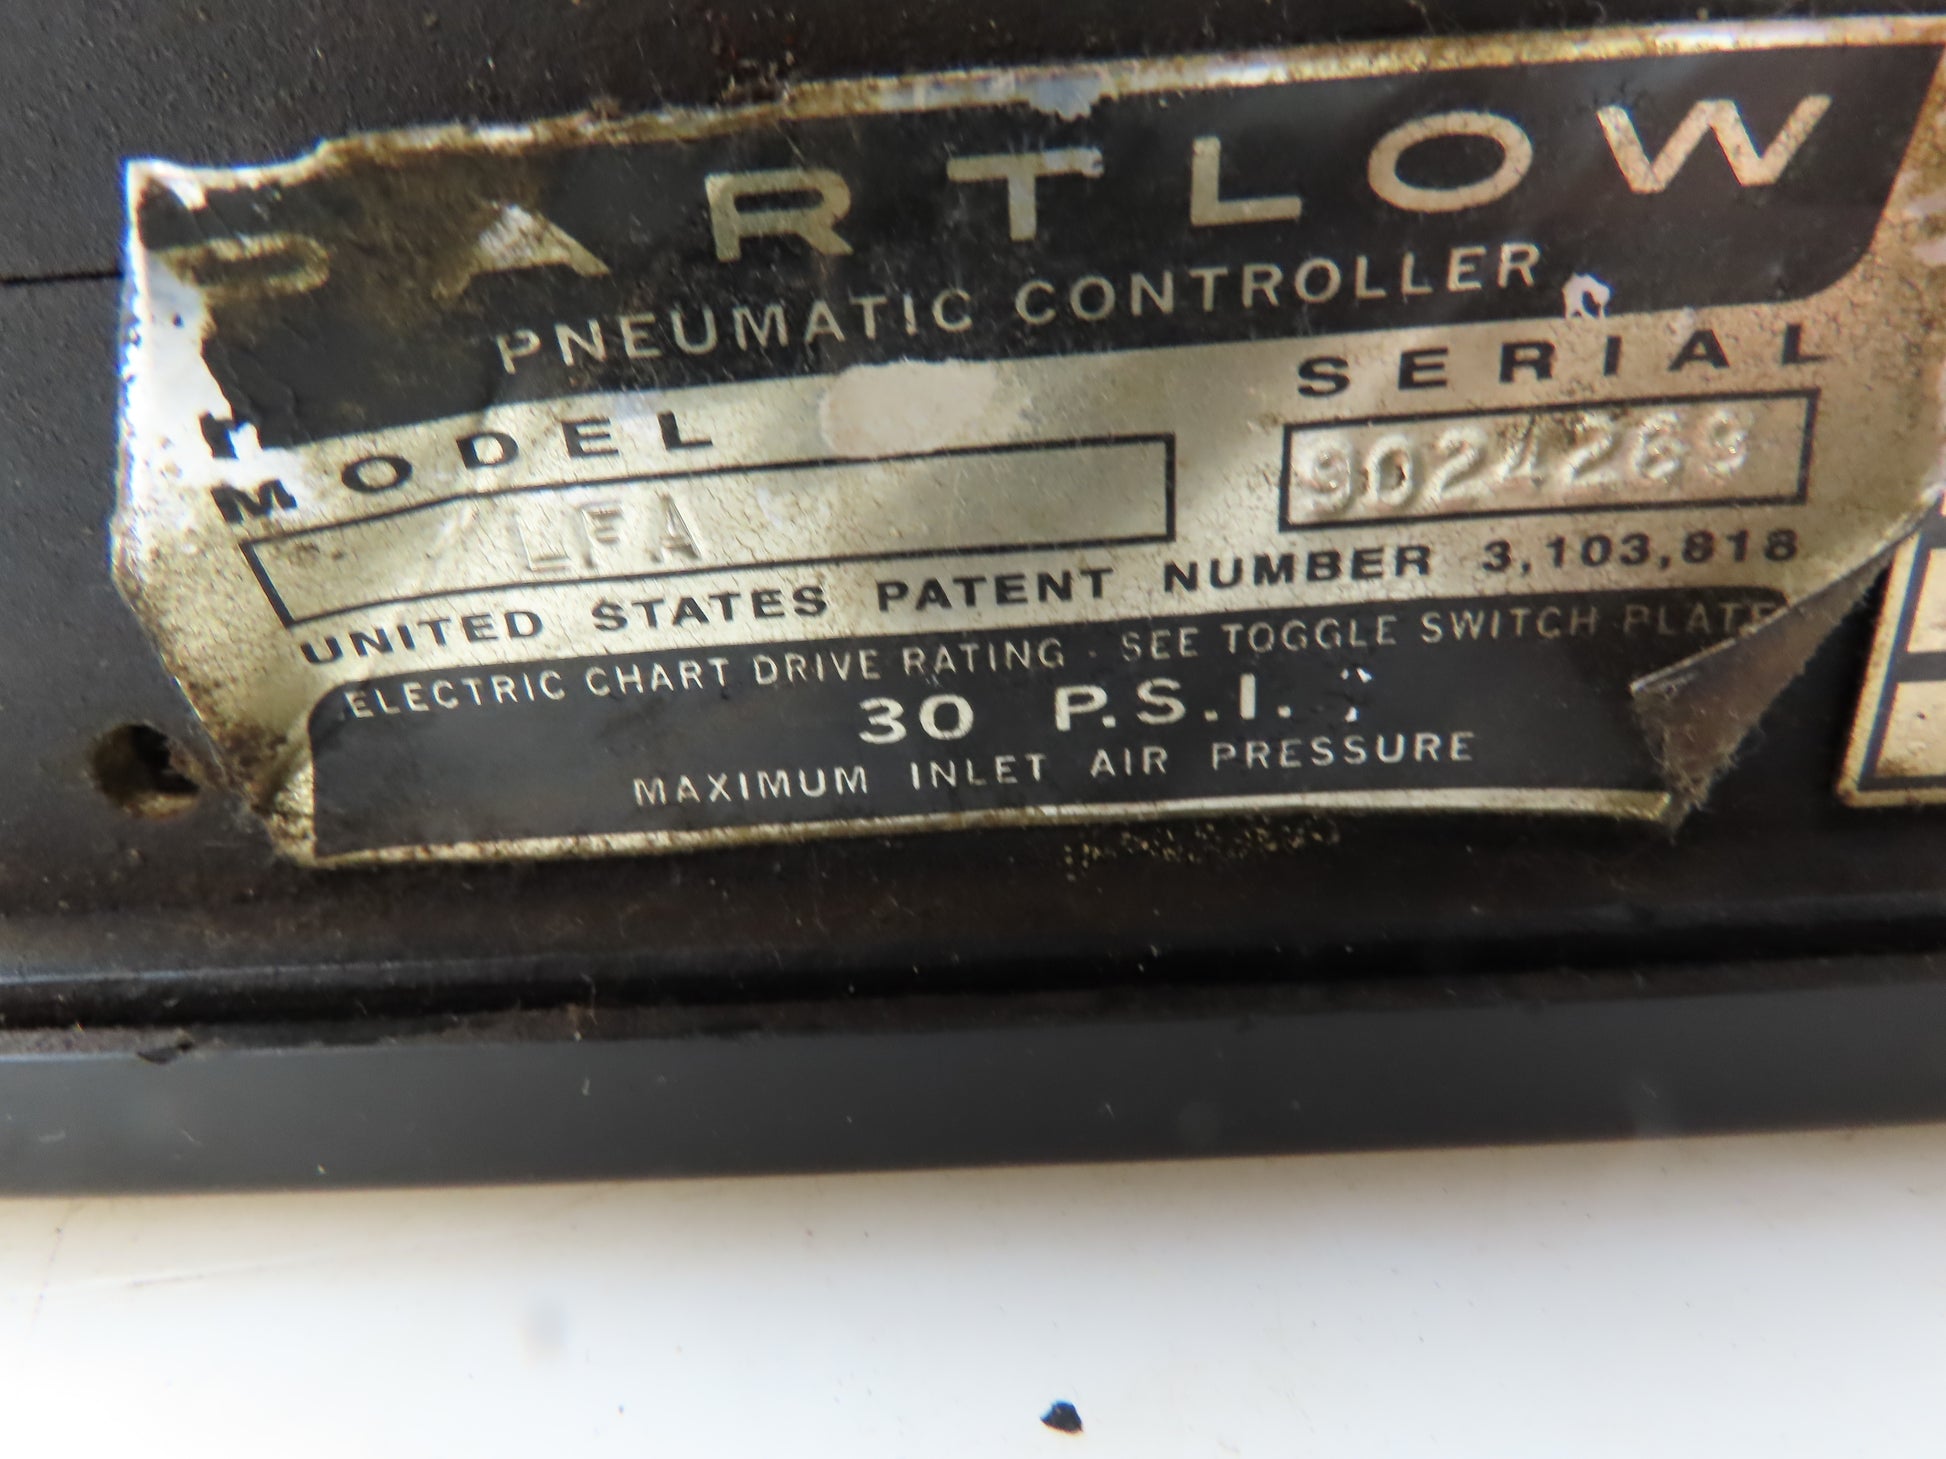 PARTLOW
PNEUMATIC CONTROLLER
MODEL SERIAL
LFA 9024269
UNITED STATES PATENT NUMBER 3,103,818
ELECTRIC CHART DRIVE RATING - SEE TOGGLE SWITCH PLATE
30 P.S.I.
MAXIMUM INLET AIR PRESSURE